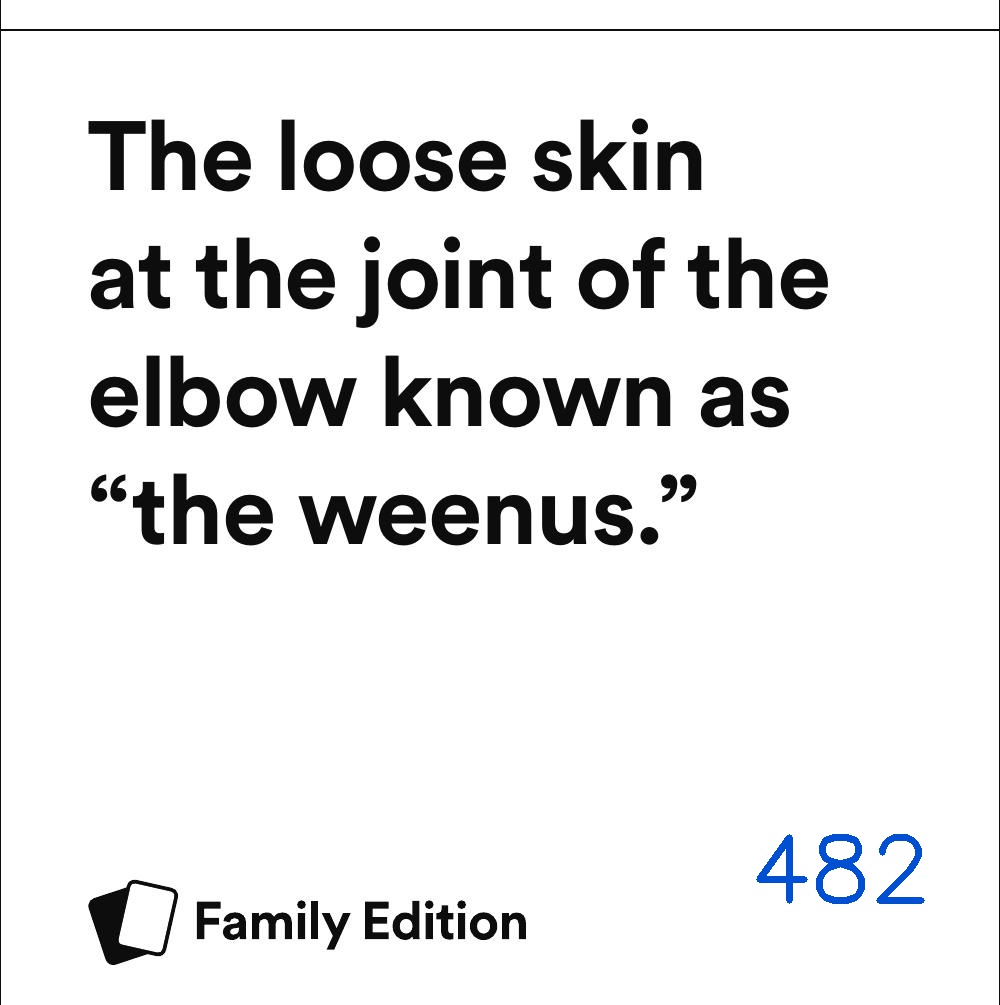 The loose skin
at the joint of the
elbow known as
“the weenus.”
482
Family Edition